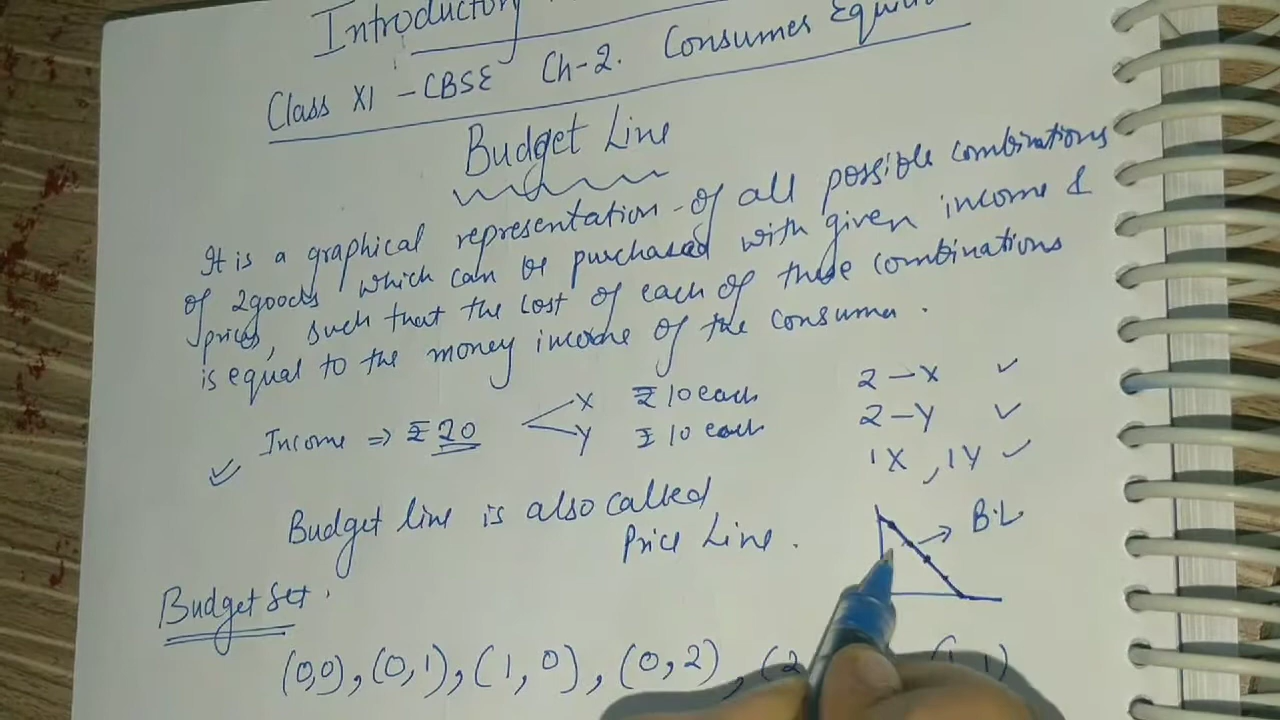 Introductory
Class XI - CBSE Ch-2. Consumer
Budget Line
It is a graphical representation of all possible combinations
of 2 goods which can be purchased with given income &
prices, such that the cost of each of these combinations
is equal to the money income of the consumer.
Income => ₹ 20
X ₹ 10 each
Y ₹ 10 each
2 - X ✓
2 - Y ✓
1X , 1Y ✓
Budget line is also called
Price Line.
B.L
Budget Set.
(0,0), (0,1), (1,0), (0,2), (2